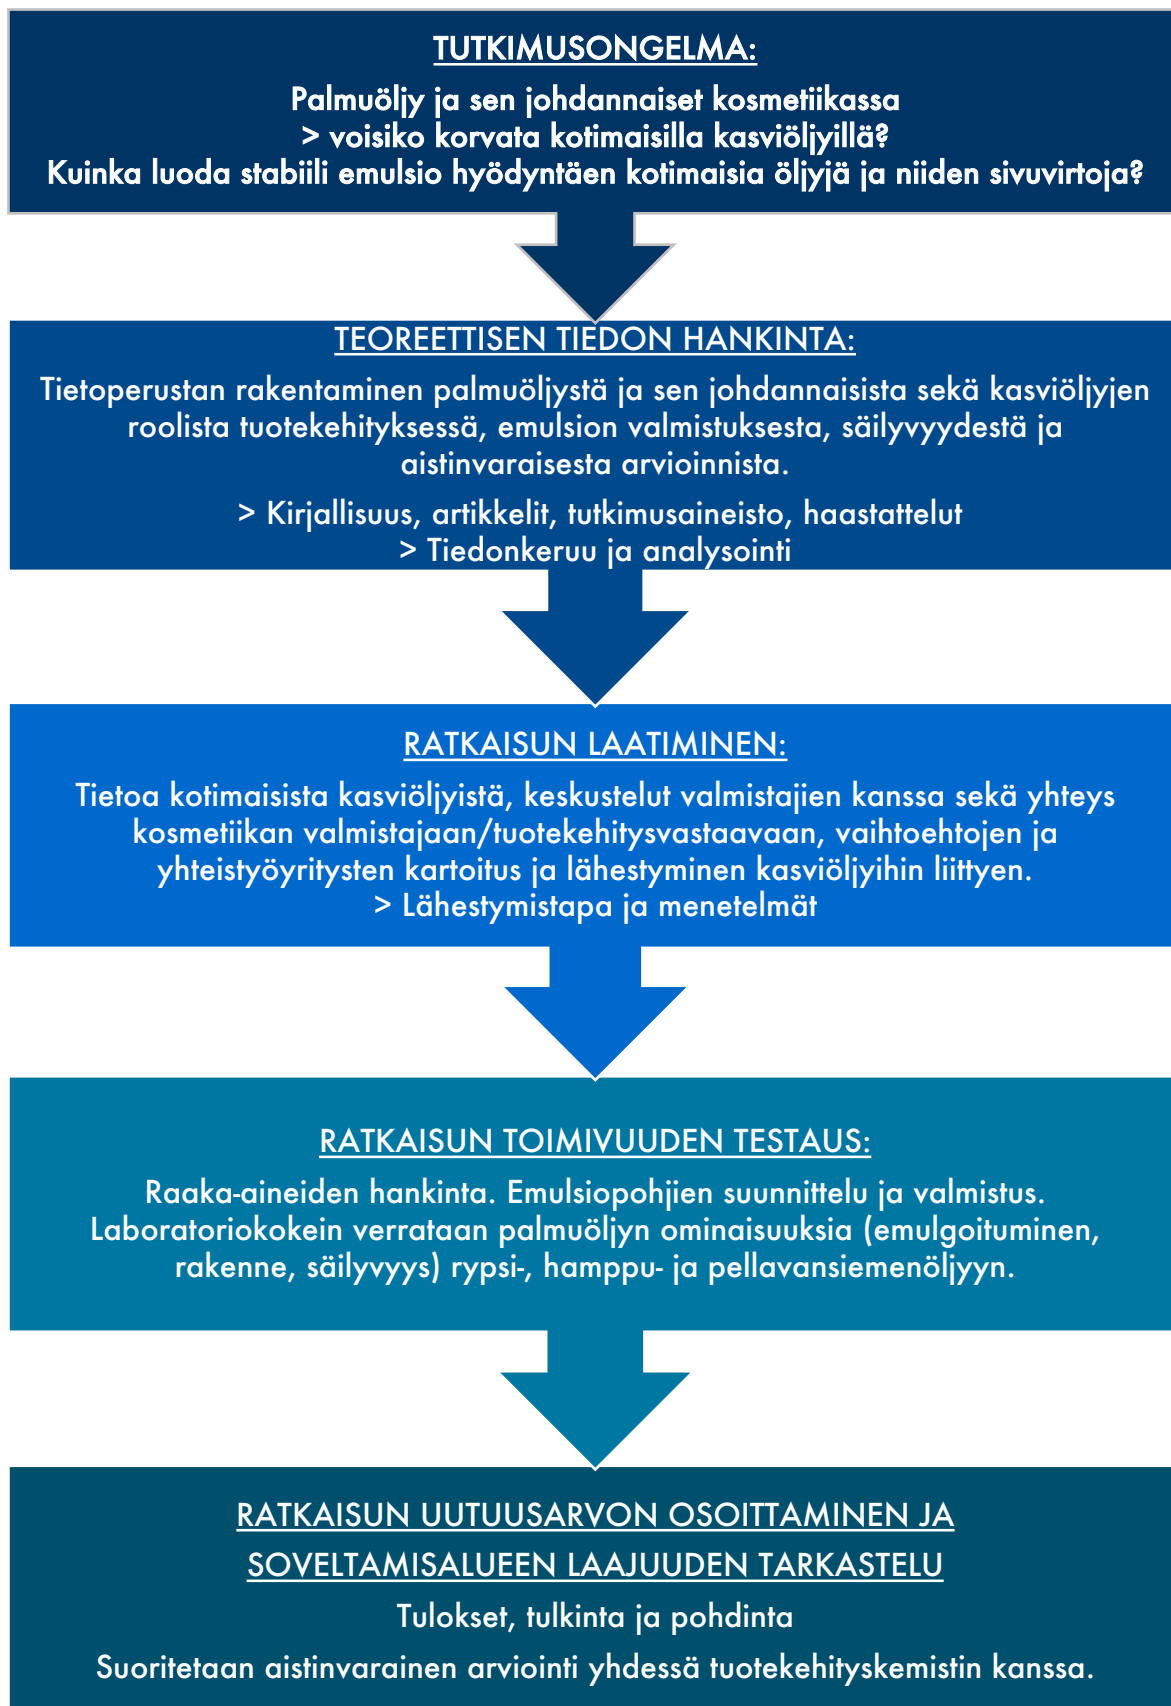 TUTKIMUSONGELMA:
Palmuöljy ja sen johdannaiset kosmetiikassa
> voisiko korvata kotimaisilla kasviöljyillä?
Kuinka luoda stabiili emulsio hyödyntäen kotimaisia öljyjä ja niiden sivuvirtoja?
TEOREETTISEN TIEDON HANKINTA:
Tietoperustan rakentaminen palmuöljystä ja sen johdannaisista sekä kasviöljyjen
roolista tuotekehityksessä, emulsion valmistuksesta, säilyvyydestä ja
aistinvaraisesta arvioinnista.
> Kirjallisuus, artikkelit, tutkimusaineisto, haastattelut
> Tiedonkeruu ja analysointi
RATKAISUN LAATIMINEN:
Tietoa kotimaisista kasviöljyistä, keskustelut valmistajien kanssa sekä yhteys
kosmetiikan valmistajaan/tuotekehitysvastaavaan, vaihtoehtojen ja
yhteistyöyritysten kartoitus ja lähestyminen kasviöljyihin liittyen.
> Lähestymistapa ja menetelmät
RATKAISUN TOIMIVUUDEN TESTAUS:
Raaka-aineiden hankinta. Emulsiopohjien suunnittelu ja valmistus.
Laboratoriokokein verrataan palmuöljyn ominaisuuksia (emulgoituminen,
rakenne, säilyvyys) rypsi-, hamppu- ja pellavansiemenöljyyn.
RATKAISUN UUTUUSARVON OSOITTAMINEN JA
SOVELTAMISALUEEN LAAJUUDEN TARKASTELU
Tulokset, tulkinta ja pohdinta
Suoritetaan aistinvarainen arviointi yhdessä tuotekehityskemistin kanssa.